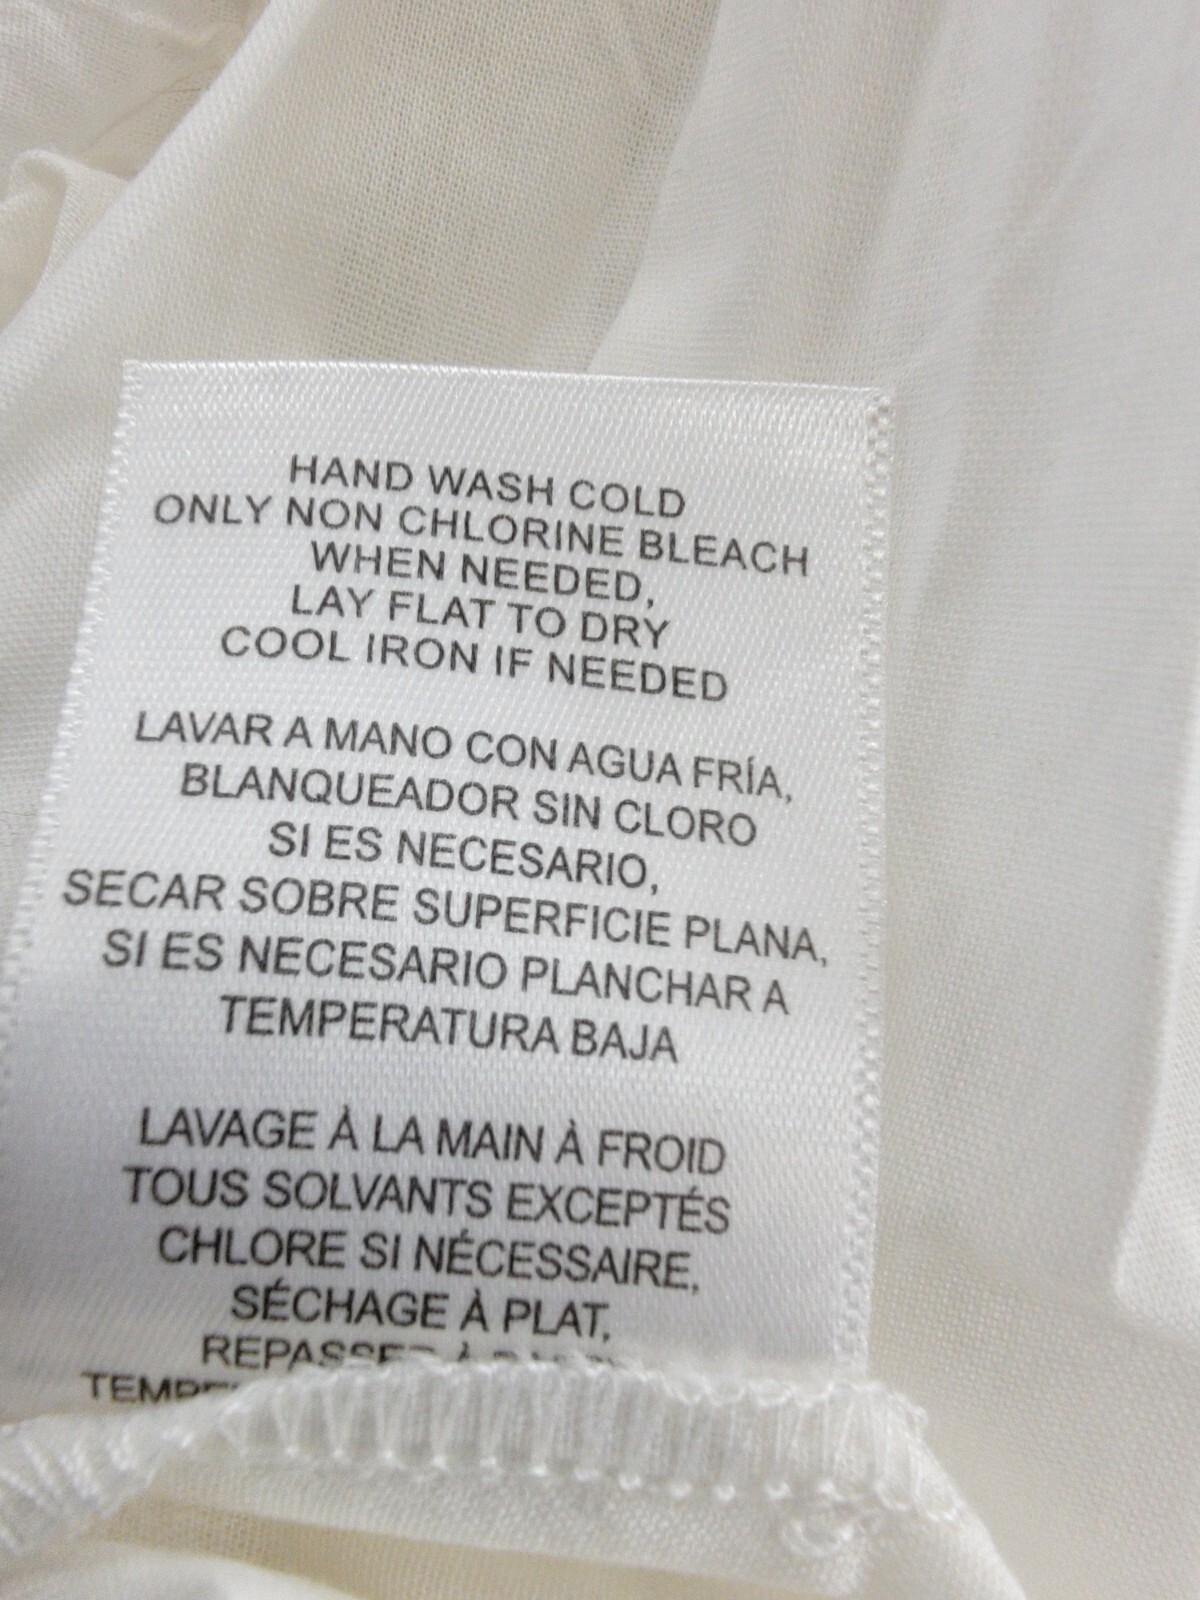 HAND WASH COLD
ONLY NON CHLORINE BLEACH
WHEN NEEDED,
LAY FLAT TO DRY
COOL IRON IF NEEDED
LAVAR A MANO CON AGUA FRÍA,
BLANQUEADOR SIN CLORO
SI ES NECESARIO,
SECAR SOBRE SUPERFICIE PLANA,
SI ES NECESARIO PLANCHAR A
TEMPERATURA BAJA
LAVAGE À LA MAIN À FROID
TOUS SOLVANTS EXCEPTÉS
CHLORE SI NÉCESSAIRE,
SÉCHAGE À PLAT,
REPASSER À